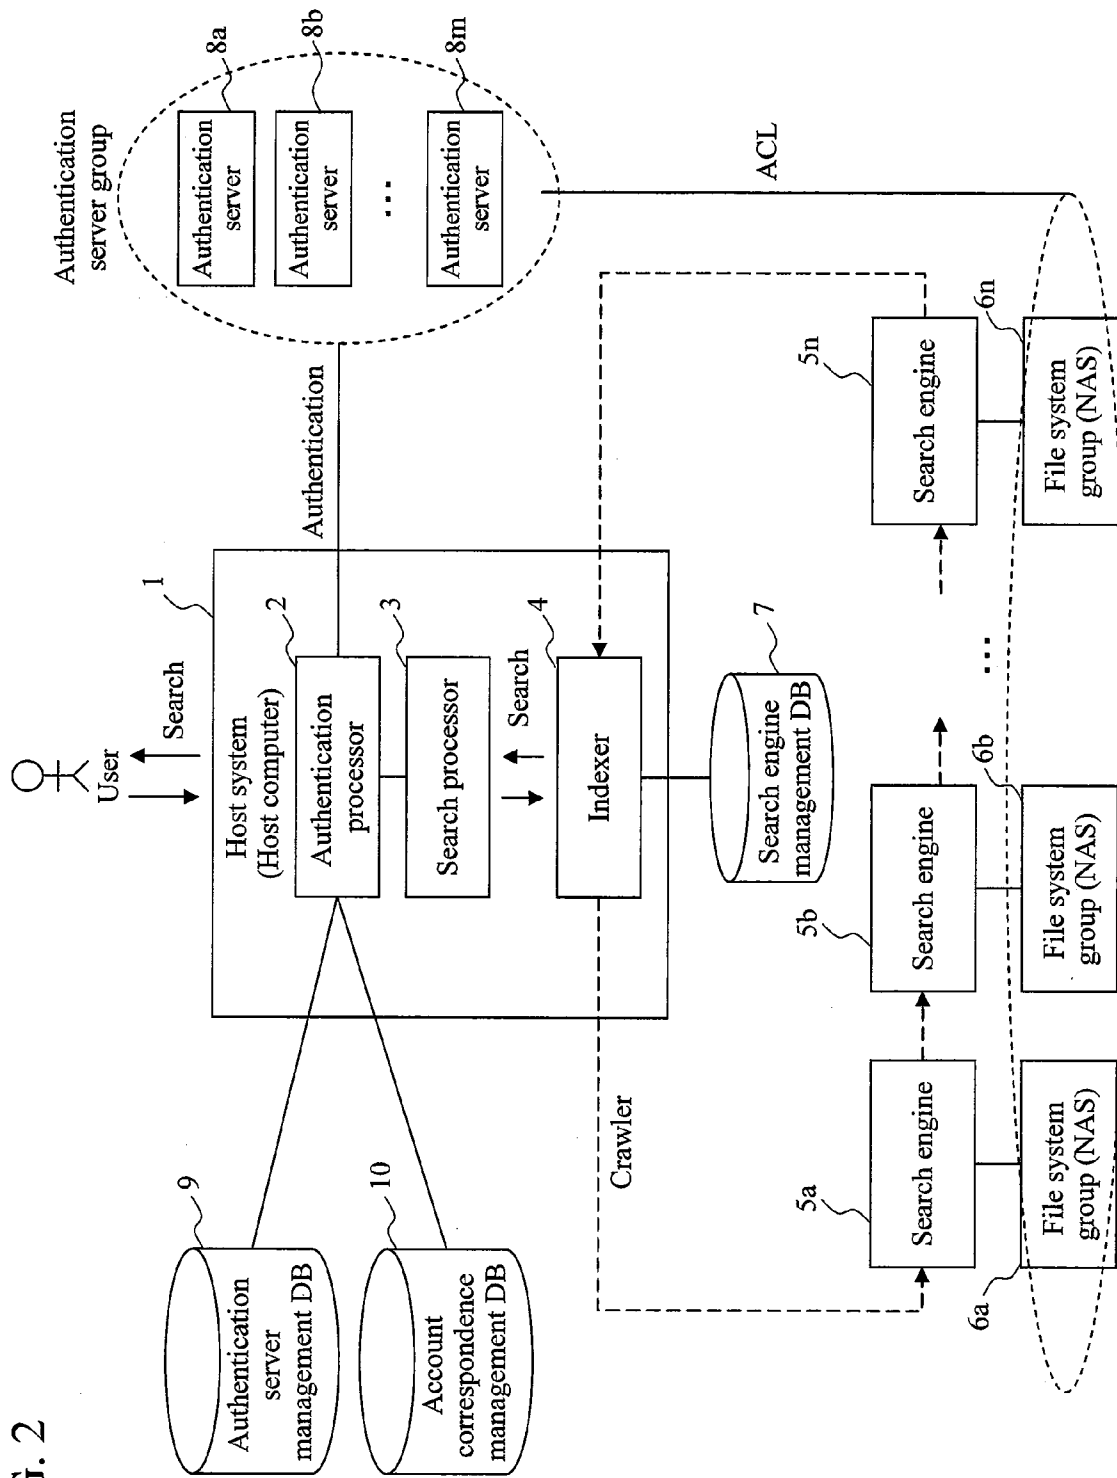 G. 2
User
Search
1
Host system
(Host computer)
2
Authentication
processor
3
Search processor
Search
4
Indexer
7
Search engine
management DB
9
Authentication
server
management DB
10
Account
correspondence
management DB
Authentication
Authentication
server group
8a
Authentication
server
8b
Authentication
server
...
8m
Authentication
server
ACL
Crawler
5a
Search engine
5b
Search engine
...
5n
Search engine
6a
File system
group (NAS)
6b
File system
group (NAS)
6n
File system
group (NAS)